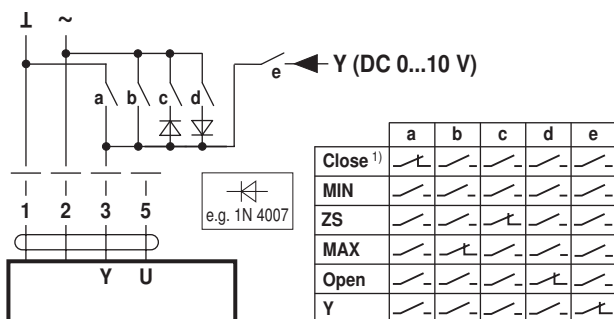 ⊥ ~
e Y (DC 0...10 V)
a b c d
1 2 3 5
e.g. 1N 4007
Y U
a b c d e
Close 1)
MIN
ZS
MAX
Open
Y